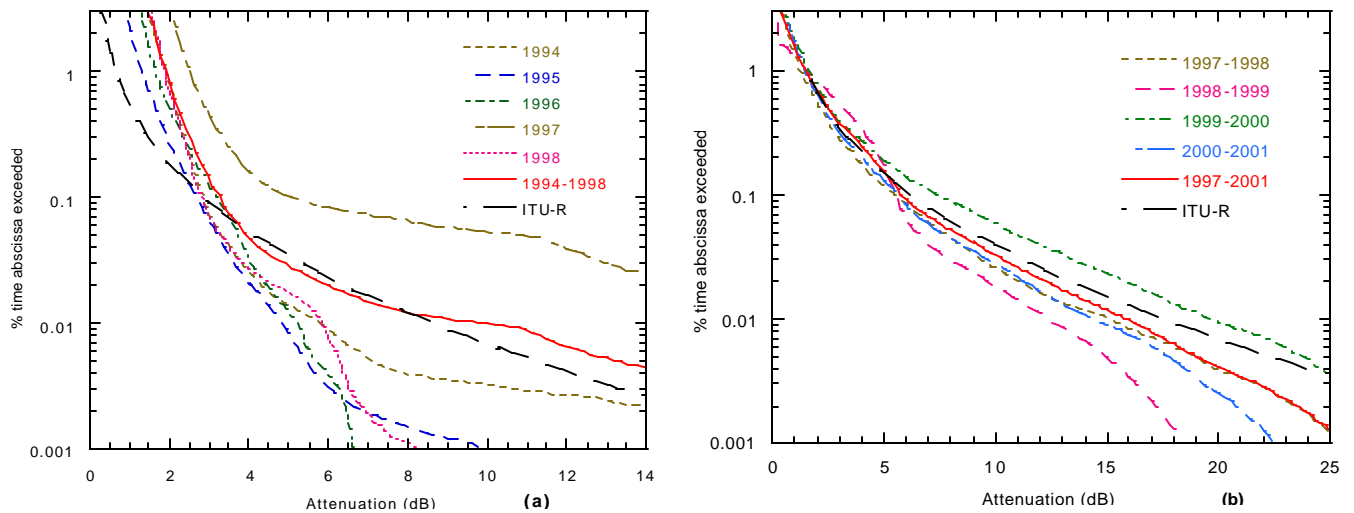 1994
1995
1996
1997
1998
1994-1998
ITU-R
% time abscissa exceeded
1
0.1
0.01
0.001
0 2 4 6 8 10 12 14
Attenuation (dB)
(a)
1997-1998
1998-1999
1999-2000
2000-2001
1997-2001
ITU-R
% time abscissa exceeded
1
0.1
0.01
0.001
0 5 10 15 20 25
Attenuation (dB)
(b)